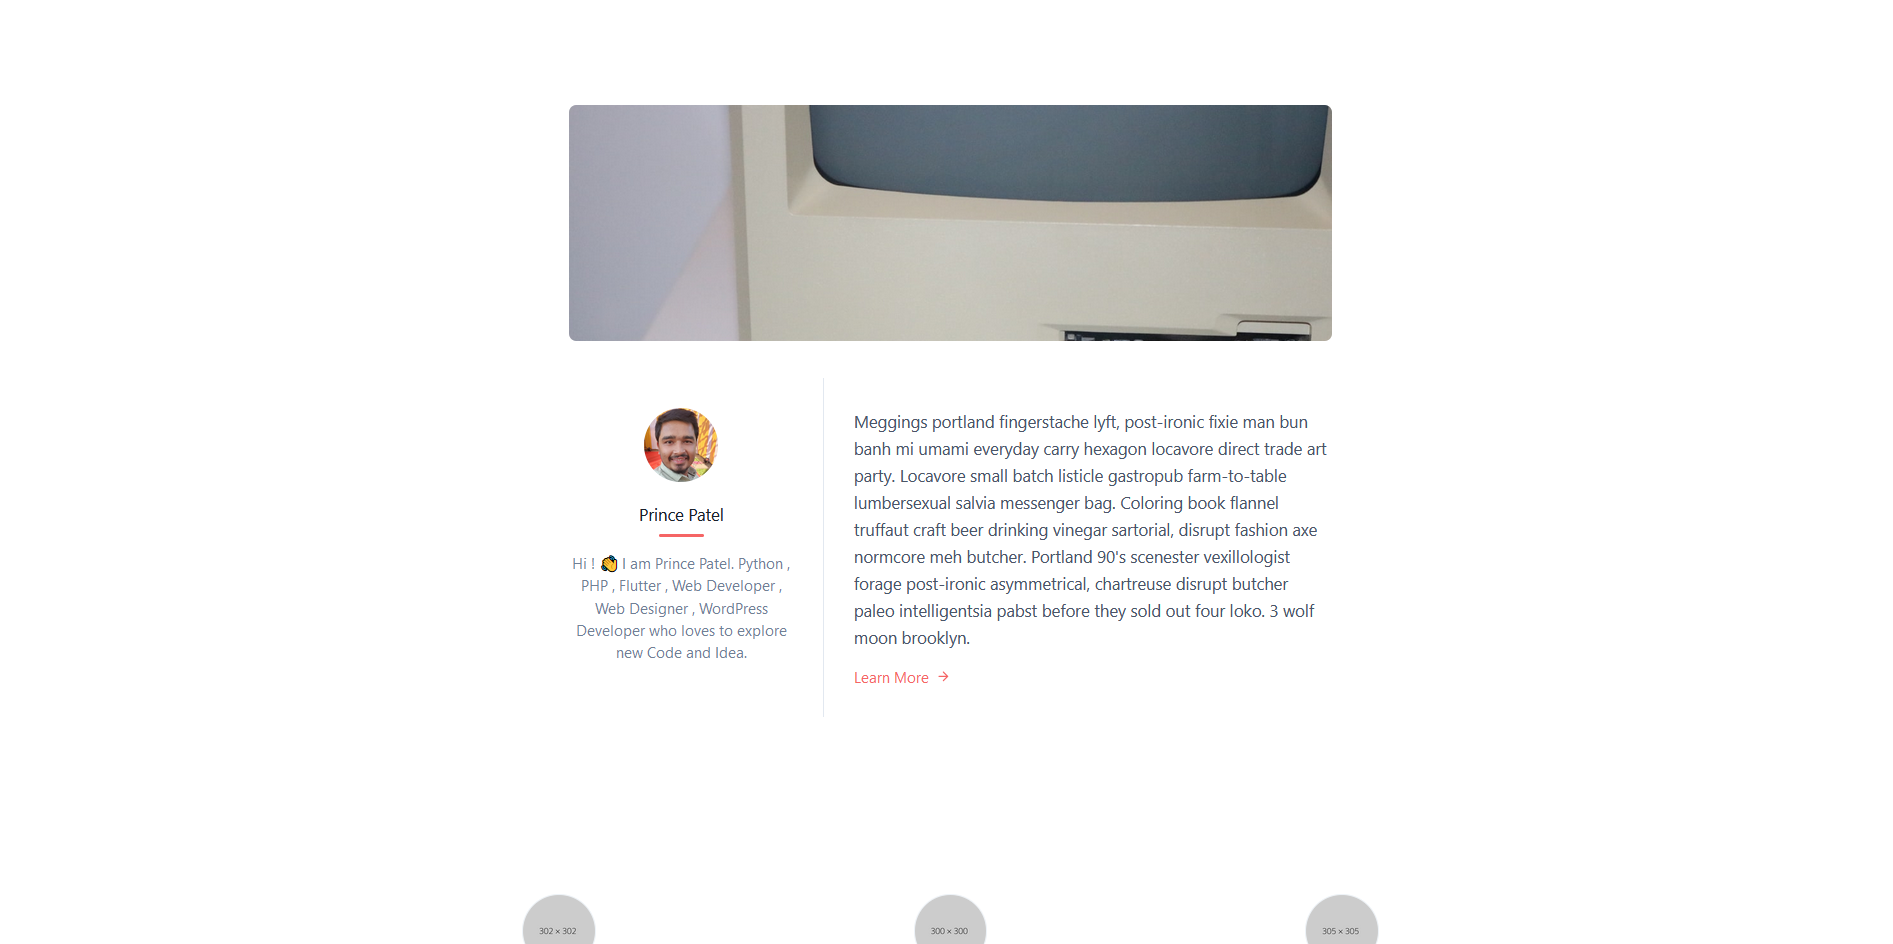 Prince Patel
Hi ! 👏 I am Prince Patel. Python ,
PHP , Flutter , Web Developer ,
Web Designer , WordPress
Developer who loves to explore
new Code and Idea.
Meggings portland fingerstache lyft, post-ironic fixie man bun
banh mi umami everyday carry hexagon locavore direct trade art
party. Locavore small batch listicle gastropub farm-to-table
lumbersexual salvia messenger bag. Coloring book flannel
truffaut craft beer drinking vinegar sartorial, disrupt fashion axe
normcore meh butcher. Portland 90's scenester vexillologist
forage post-ironic asymmetrical, chartreuse disrupt butcher
paleo intelligentsia pabst before they sold out four loko. 3 wolf
moon brooklyn.
Learn More →
302 × 302
300 × 300
305 × 305